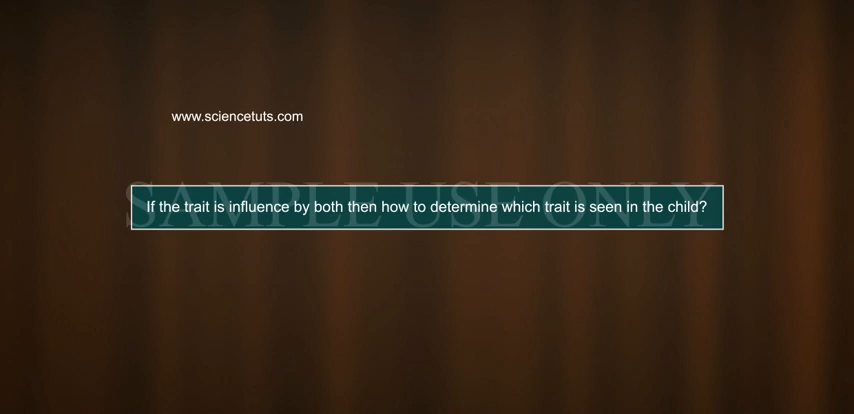 www.sciencetuts.com
SAMPLE USE ONLY
If the trait is influence by both then how to determine which trait is seen in the child?